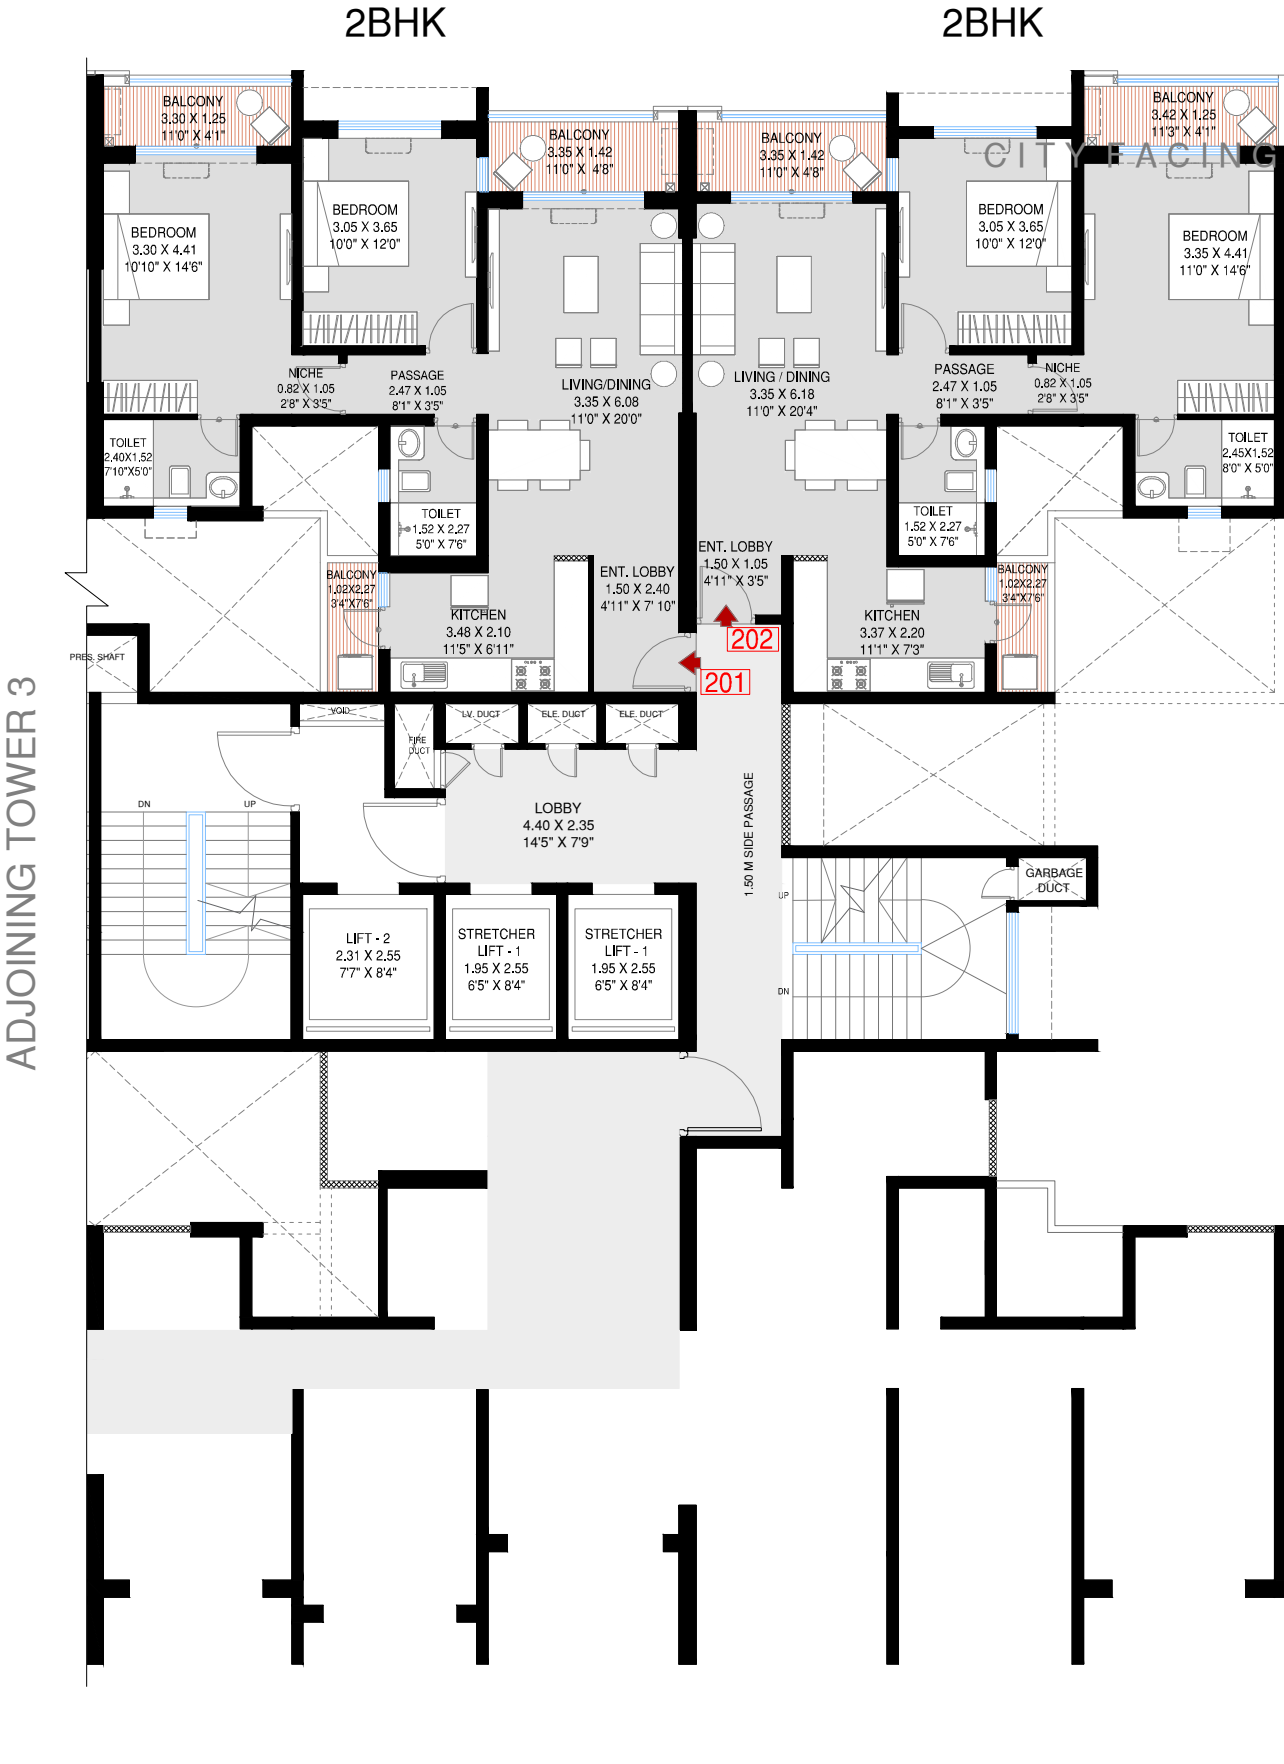 2BHK
2BHK
BALCONY
3.30 X 1.25
11'0" X 4'1"
BALCONY
3.35 X 1.42
11'0" X 4'8"
BALCONY
3.35 X 1.42
11'0" X 4'8"
BALCONY
3.42 X 1.25
11'3" X 4'1"
CITY FACING
BEDROOM
3.30 X 4.41
10'10" X 14'6"
BEDROOM
3.05 X 3.65
10'0" X 12'0"
BEDROOM
3.05 X 3.65
10'0" X 12'0"
BEDROOM
3.35 X 4.41
11'0" X 14'6"
NICHE
0.82 X 1.05
2'8" X 3'5"
PASSAGE
2.47 X 1.05
8'1" X 3'5"
LIVING/DINING
3.35 X 6.08
11'0" X 20'0"
LIVING / DINING
3.35 X 6.18
11'0" X 20'4"
PASSAGE
2.47 X 1.05
8'1" X 3'5"
NICHE
0.82 X 1.05
2'8" X 3'5"
TOILET
2.40X1.52
7'10"X5'0"
TOILET
1.52 X 2.27
5'0" X 7'6"
TOILET
1.52 X 2.27
5'0" X 7'6"
TOILET
2.45X1.52
8'0" X 5'0"
BALCONY
1.02X2.27
3'4"X7'6"
KITCHEN
3.48 X 2.10
11'5" X 6'11"
ENT. LOBBY
1.50 X 2.40
4'11" X 7' 10"
ENT. LOBBY
1.50 X 1.05
4'11" X 3'5"
KITCHEN
3.37 X 2.20
11'1" X 7'3"
BALCONY
1.02X2.27
3'4"X7'6"
202
201
PRES. SHAFT
VOID
FIRE
DUCT
LV. DUCT
ELE. DUCT
ELE. DUCT
LOBBY
4.40 X 2.35
14'5" X 7'9"
1.50 M SIDE PASSAGE
DN
UP
UP
DN
GARBAGE
DUCT
LIFT - 2
2.31 X 2.55
7'7" X 8'4"
STRETCHER
LIFT - 1
1.95 X 2.55
6'5" X 8'4"
STRETCHER
LIFT - 1
1.95 X 2.55
6'5" X 8'4"
ADJOINING TOWER 3